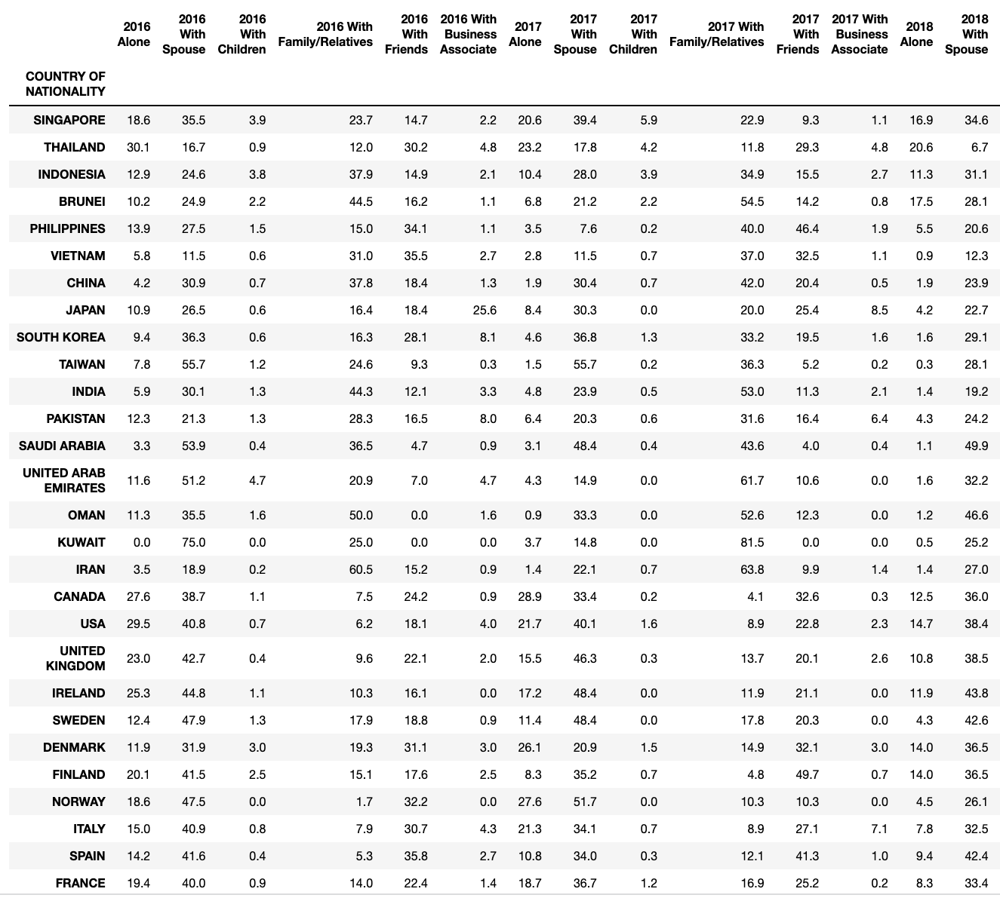 2016 Alone 2016 With Spouse 2016 With Children 2016 With Family/Relatives 2016 With Friends 2016 With Business Associate 2017 Alone 2017 With Spouse 2017 With Children 2017 With Family/Relatives 2017 With Friends 2017 With Business Associate 2018 Alone 2018 With Spouse
COUNTRY OF
NATIONALITY
SINGAPORE 18.6 35.5 3.9 23.7 14.7 2.2 20.6 39.4 5.9 22.9 9.3 1.1 16.9 34.6
THAILAND 30.1 16.7 0.9 12.0 30.2 4.8 23.2 17.8 4.2 11.8 29.3 4.8 20.6 6.7
INDONESIA 12.9 24.6 3.8 37.9 14.9 2.1 10.4 28.0 3.9 34.9 15.5 2.7 11.3 31.1
BRUNEI 10.2 24.9 2.2 44.5 16.2 1.1 6.8 21.2 2.2 54.5 14.2 0.8 17.5 28.1
PHILIPPINES 13.9 27.5 1.5 15.0 34.1 1.1 3.5 7.6 0.2 40.0 46.4 1.9 5.5 20.6
VIETNAM 5.8 11.5 0.6 31.0 35.5 2.7 2.8 11.5 0.7 37.0 32.5 1.1 0.9 12.3
CHINA 4.2 30.9 0.7 37.8 18.4 1.3 1.9 30.4 0.7 42.0 20.4 0.5 1.9 23.9
JAPAN 10.9 26.5 0.6 16.4 18.4 25.6 8.4 30.3 0.0 20.0 25.4 8.5 4.2 22.7
SOUTH KOREA 9.4 36.3 0.6 16.3 28.1 8.1 4.6 36.8 1.3 33.2 19.5 1.6 1.6 29.1
TAIWAN 7.8 55.7 1.2 24.6 9.3 0.3 1.5 55.7 0.2 36.3 5.2 0.2 0.3 28.1
INDIA 5.9 30.1 1.3 44.3 12.1 3.3 4.8 23.9 0.5 53.0 11.3 2.1 1.4 19.2
PAKISTAN 12.3 21.3 1.3 28.3 16.5 8.0 6.4 20.3 0.6 31.6 16.4 6.4 4.3 24.2
SAUDI ARABIA 3.3 53.9 0.4 36.5 4.7 0.9 3.1 48.4 0.4 43.6 4.0 0.4 1.1 49.9
UNITED ARAB
EMIRATES 11.6 51.2 4.7 20.9 7.0 4.7 4.3 14.9 0.0 61.7 10.6 0.0 1.6 32.2
OMAN 11.3 35.5 1.6 50.0 0.0 1.6 0.9 33.3 0.0 52.6 12.3 0.0 1.2 46.6
KUWAIT 0.0 75.0 0.0 25.0 0.0 0.0 3.7 14.8 0.0 81.5 0.0 0.0 0.5 25.2
IRAN 3.5 18.9 0.2 60.5 15.2 0.9 1.4 22.1 0.7 63.8 9.9 1.4 1.4 27.0
CANADA 27.6 38.7 1.1 7.5 24.2 0.9 28.9 33.4 0.2 4.1 32.6 0.3 12.5 36.0
USA 29.5 40.8 0.7 6.2 18.1 4.0 21.7 40.1 1.6 8.9 22.8 2.3 14.7 38.4
UNITED
KINGDOM 23.0 42.7 0.4 9.6 22.1 2.0 15.5 46.3 0.3 13.7 20.1 2.6 10.8 38.5
IRELAND 25.3 44.8 1.1 10.3 16.1 0.0 17.2 48.4 0.0 11.9 21.1 0.0 11.9 43.8
SWEDEN 12.4 47.9 1.3 17.9 18.8 0.9 11.4 48.4 0.0 17.8 20.3 0.0 4.3 42.6
DENMARK 11.9 31.9 3.0 19.3 31.1 3.0 26.1 20.9 1.5 14.9 32.1 3.0 14.0 36.5
FINLAND 20.1 41.5 2.5 15.1 17.6 2.5 8.3 35.2 0.7 4.8 49.7 0.7 14.0 36.5
NORWAY 18.6 47.5 0.0 1.7 32.2 0.0 27.6 51.7 0.0 10.3 10.3 0.0 4.5 26.1
ITALY 15.0 40.9 0.8 7.9 30.7 4.3 21.3 34.1 0.7 8.9 27.1 7.1 7.8 32.5
SPAIN 14.2 41.6 0.4 5.3 35.8 2.7 10.8 34.0 0.3 12.1 41.3 1.0 9.4 42.4
FRANCE 19.4 40.0 0.9 14.0 22.4 1.4 18.7 36.7 1.2 16.9 25.2 0.2 8.3 33.4